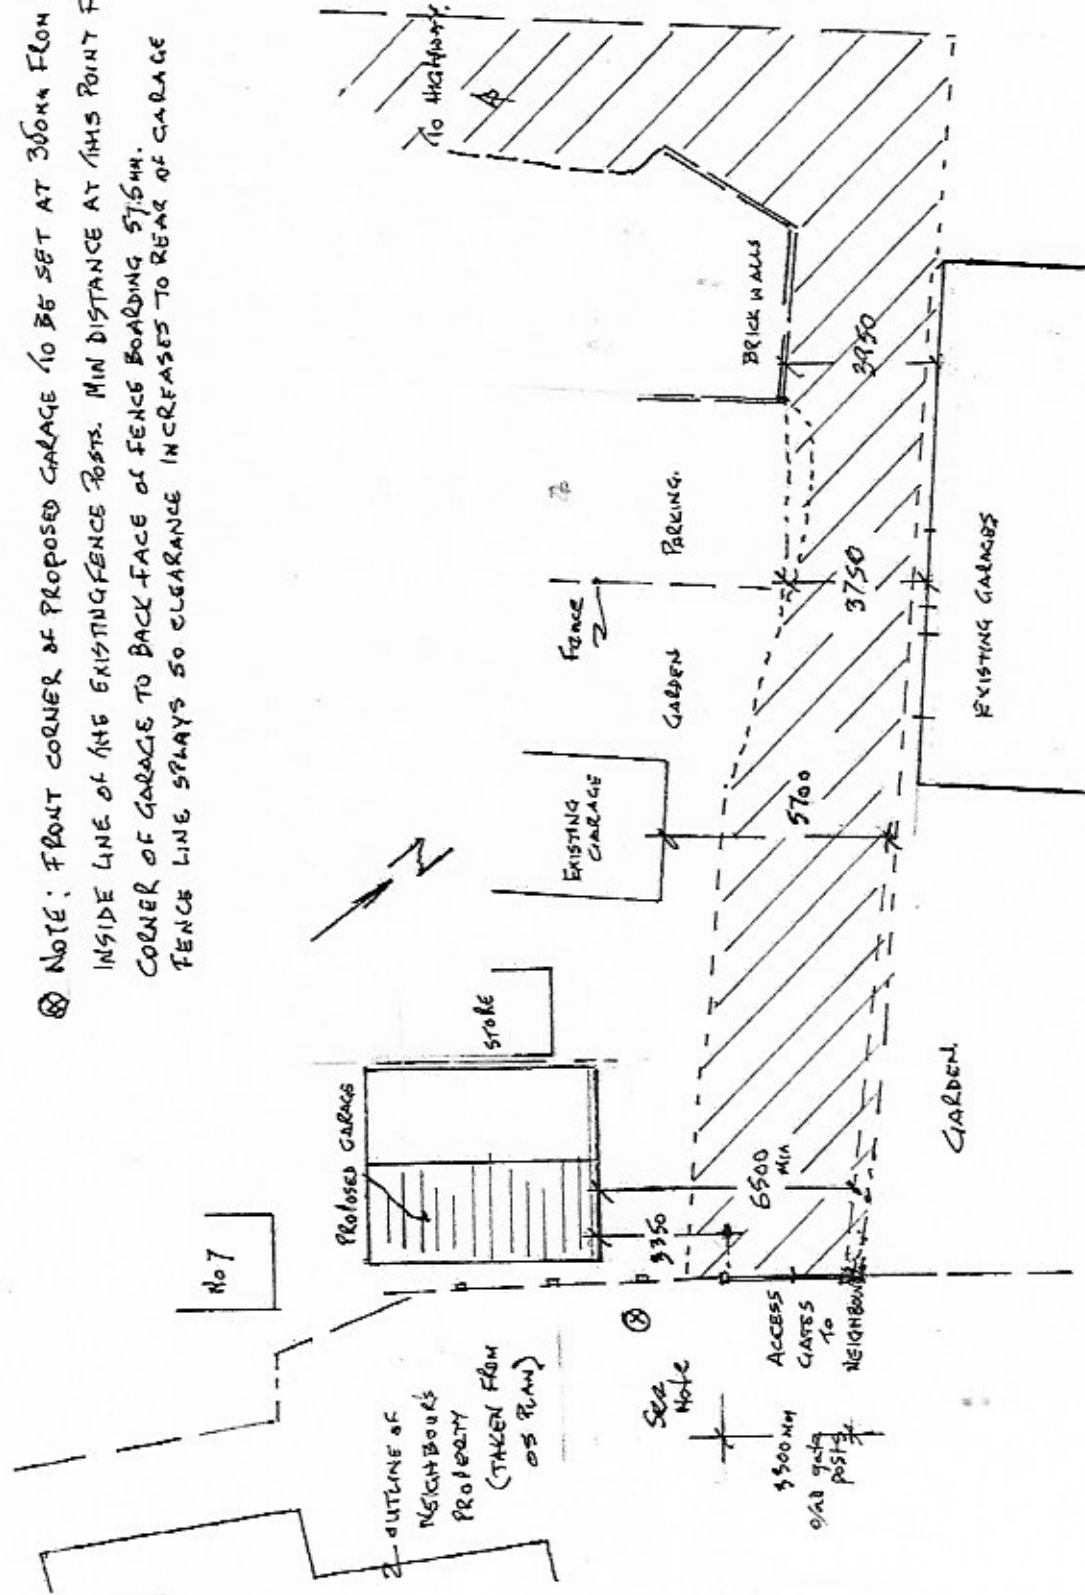 ⊗ NOTE: FRONT CORNER OF PROPOSED GARAGE TO BE SET AT 300MM FROM
INSIDE LINE OF THE EXISTING FENCE POSTS. MIN DISTANCE AT THIS POINT F
CORNER OF GARAGE TO BACK FACE OF FENCE BOARDING 575MM.
FENCE LINE SPLAYS SO CLEARANCE INCREASES TO REAR OF GARAGE
TO HIGHWAY.
BRICK WALLS
3950
PARKING.
Fence
GARDEN
3750
EXISTING GARAGES
EXISTING
GARAGE
5700
STORE
PROPOSED GARAGE
No 7
6500
MIN
3350
GARDEN.
OUTLINE OF
NEIGHBOURS
PROPERTY
(TAKEN FROM
OS PLAN)
⊗
See
Note
ACCESS
GATES
TO
NEIGHBOUR
3300MM
gate
posts